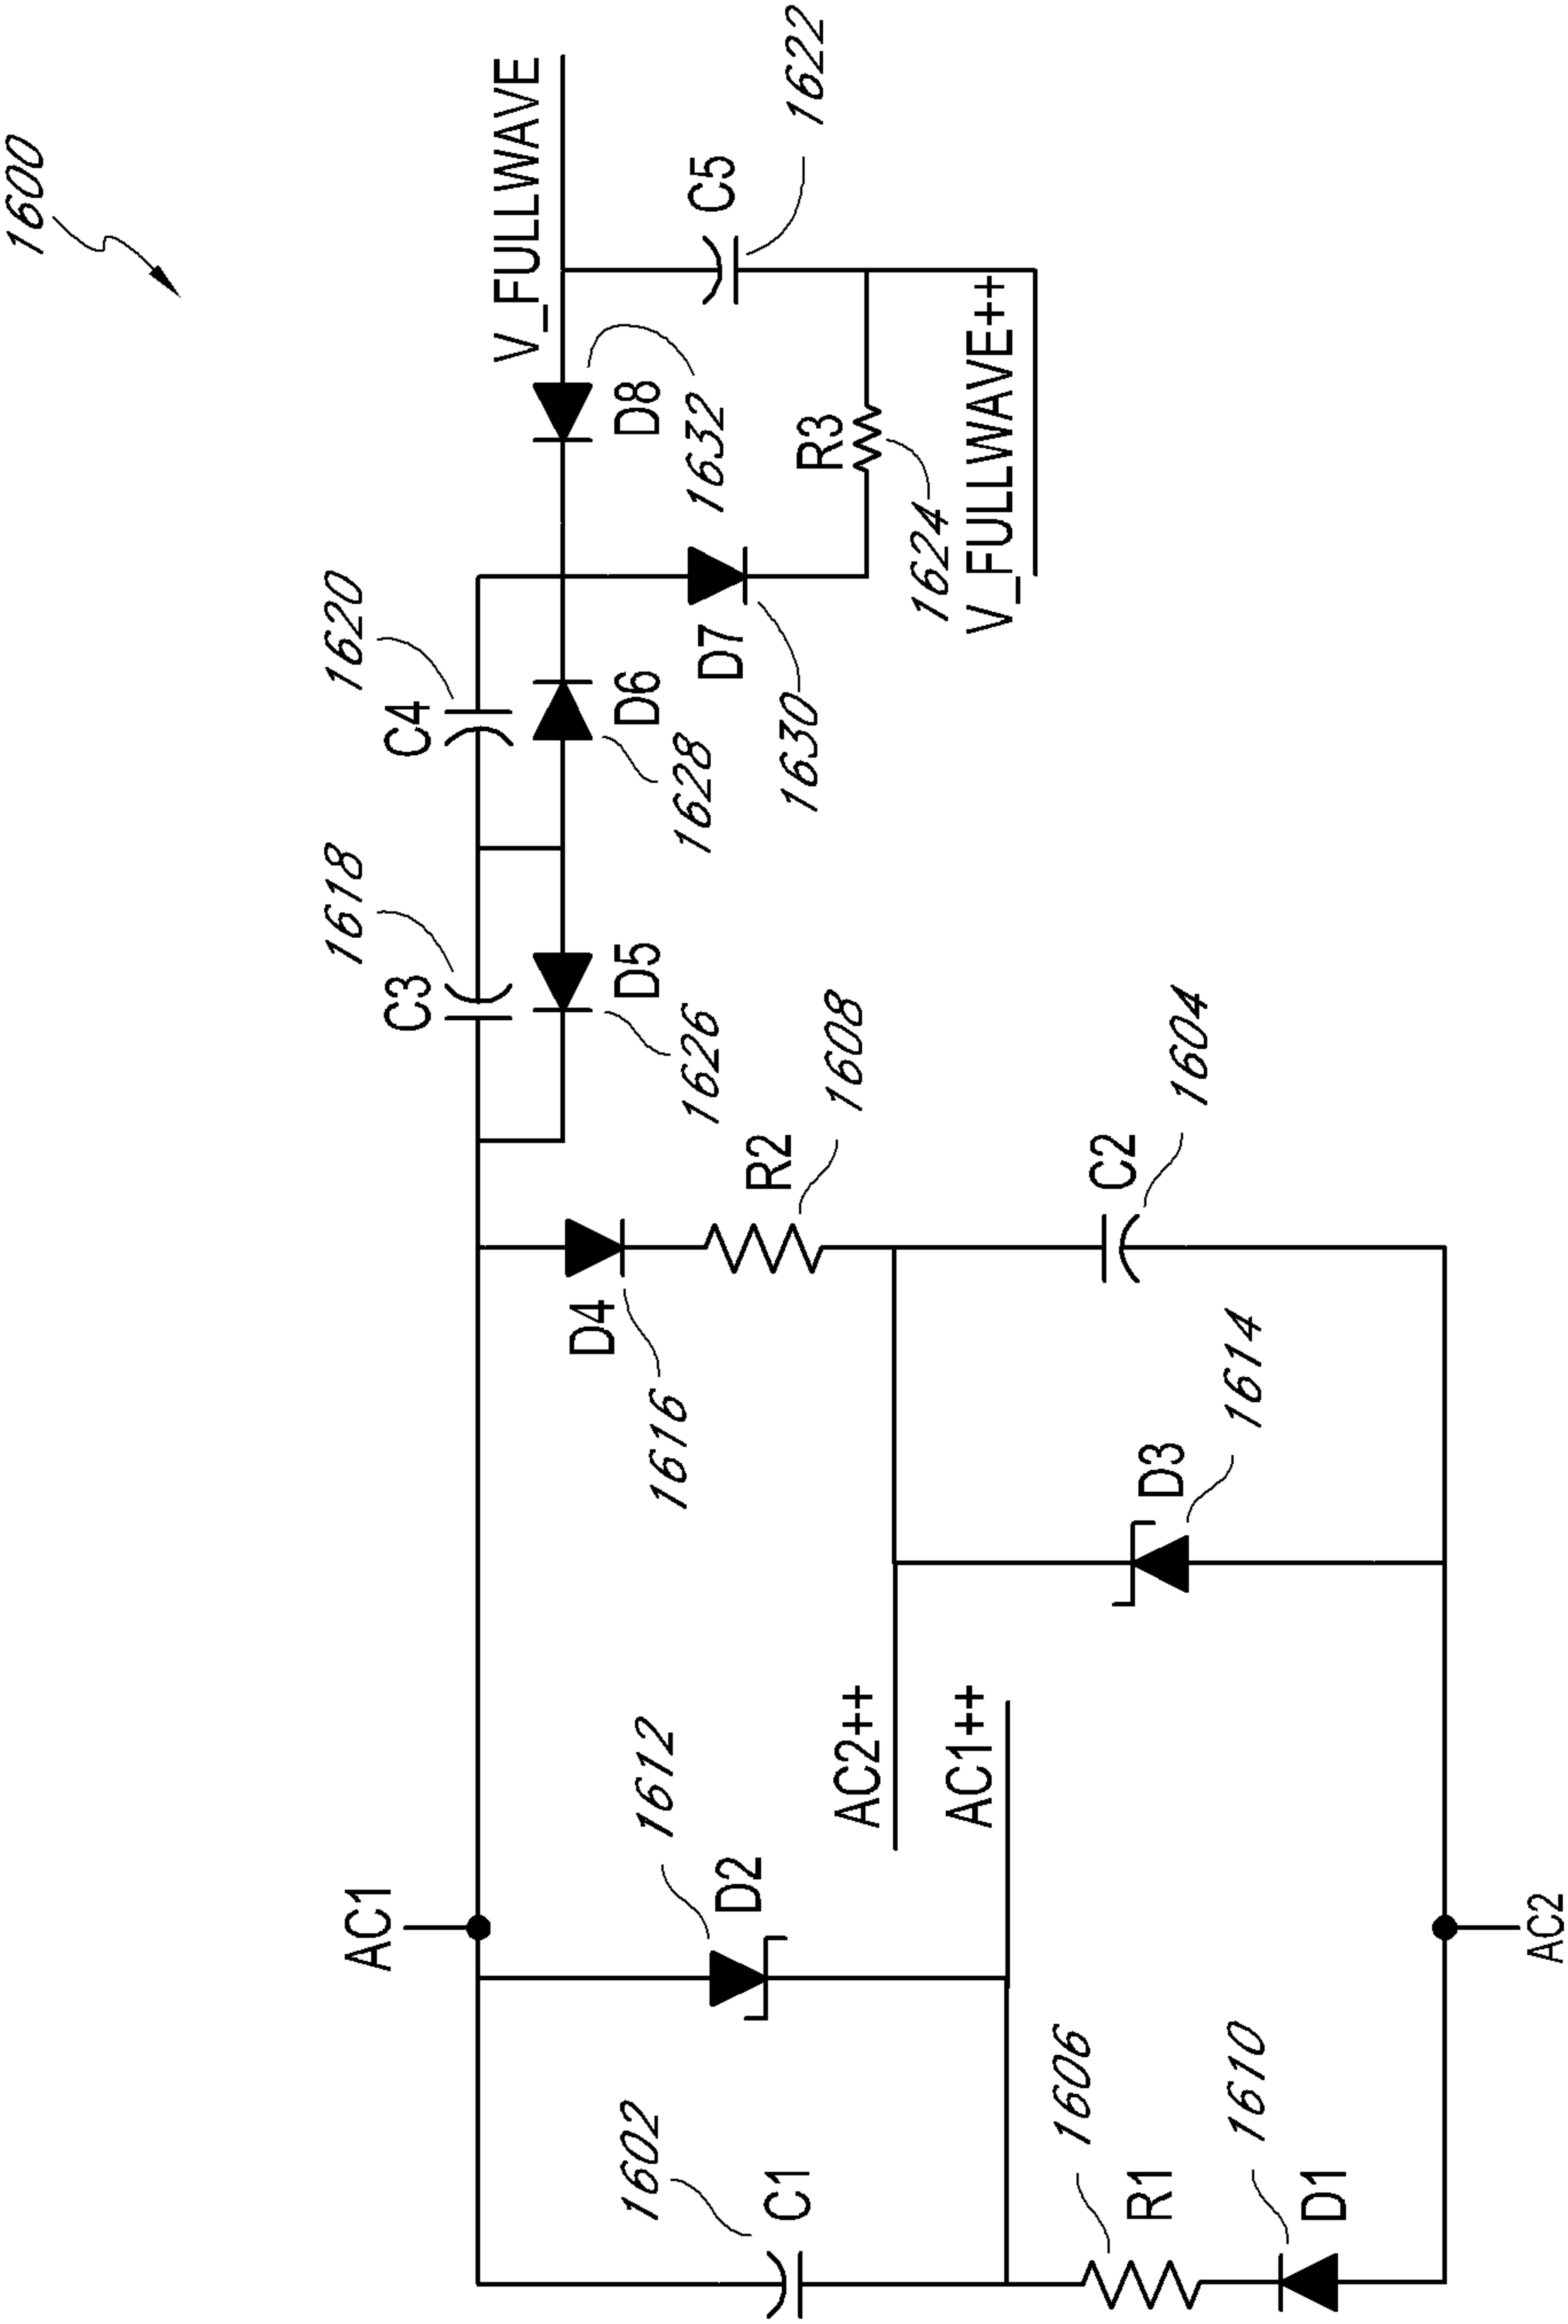 1600
V_FULLWAVE
C5
1622
D8
1632
C4
1620
D6
1628
D7
1630
R3
1624
V_FULLWAVE++
C3
1618
D5
1626
R2
1608
D4
1616
C2
1604
D3
1614
AC1
AC2++
AC1++
D2
1612
AC2
C1
1602
R1
1606
D1
1610